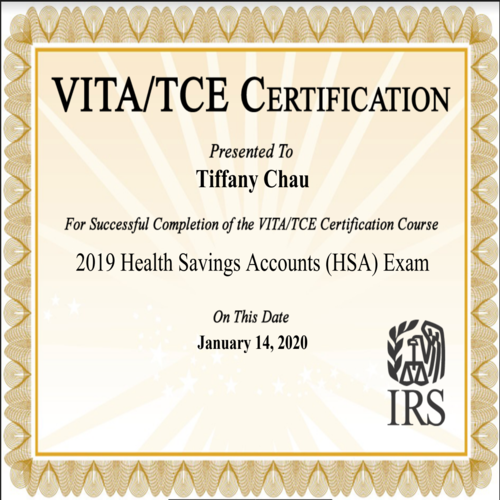 VITA/TCE CERTIFICATION
Presented To
Tiffany Chau
For Successful Completion of the VITA/TCE Certification Course
2019 Health Savings Accounts (HSA) Exam
On This Date
January 14, 2020
IRS